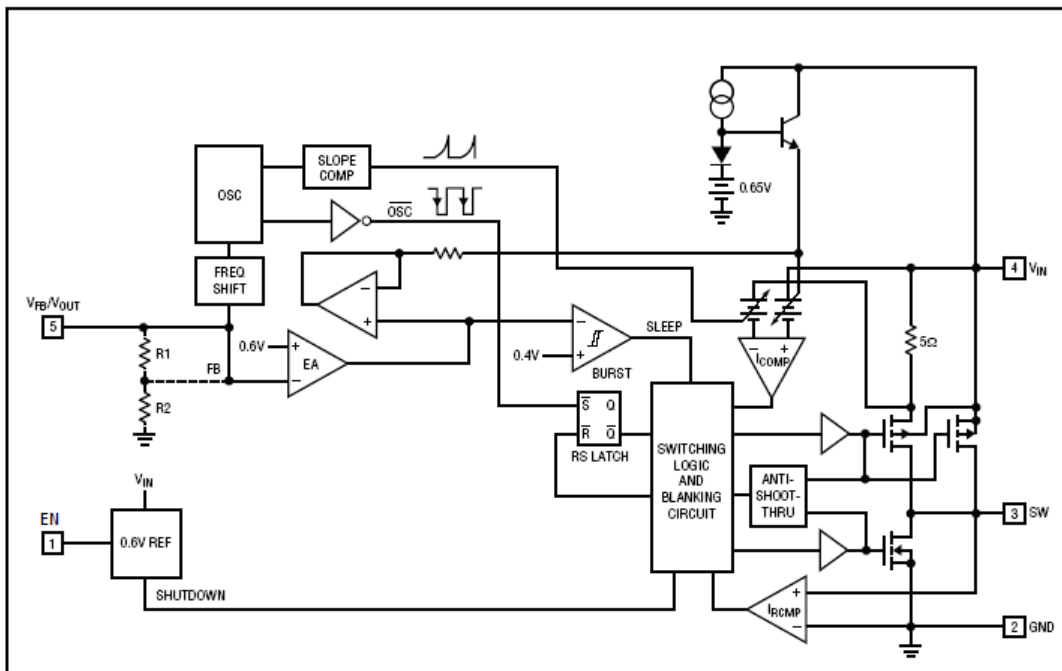 OSC
SLOPE
COMP
OSC
0.65V
FREQ
SHIFT
4 VIN
VFB/VOUT
5
R1
FB
R2
0.6V
+
−
EA
−
+
0.4V
−
+
BURST
SLEEP
− +
ICOMP
5Ω
S Q
R Q
RS LATCH
SWITCHING
LOGIC
AND
BLANKING
CIRCUIT
ANTI-
SHOOT-
THRU
3 SW
VIN
EN
1
0.6V REF
SHUTDOWN
+
IRCMP
−
2 GND